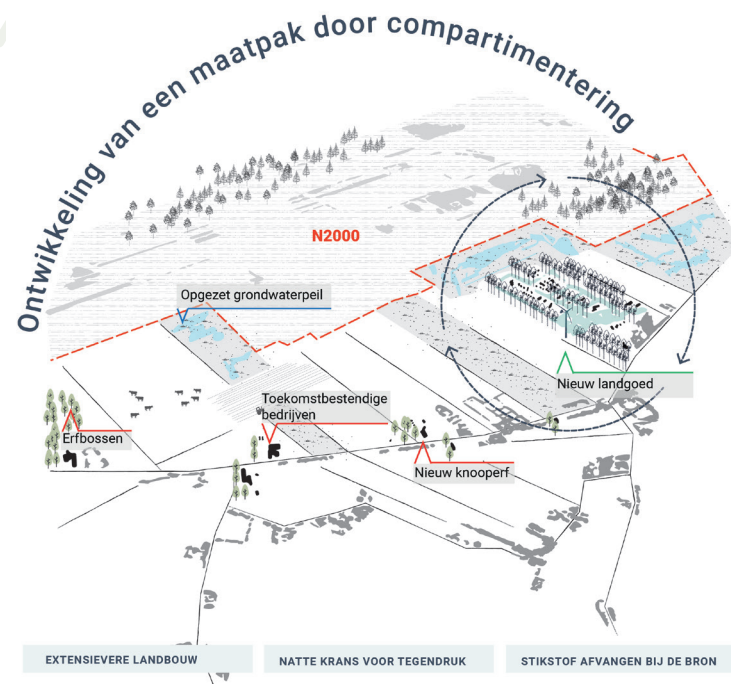 Ontwikkeling van een maatpak door compartimentering
N2000
Opgezet grondwaterpeil
Nieuw landgoed
Toekomstbestendige
bedrijven
Erfbossen
Nieuw knooperf
EXTENSIEVERE LANDBOUW
NATTE KRANS VOOR TEGENDRUK
STIKSTOF AFVANGEN BIJ DE BRON